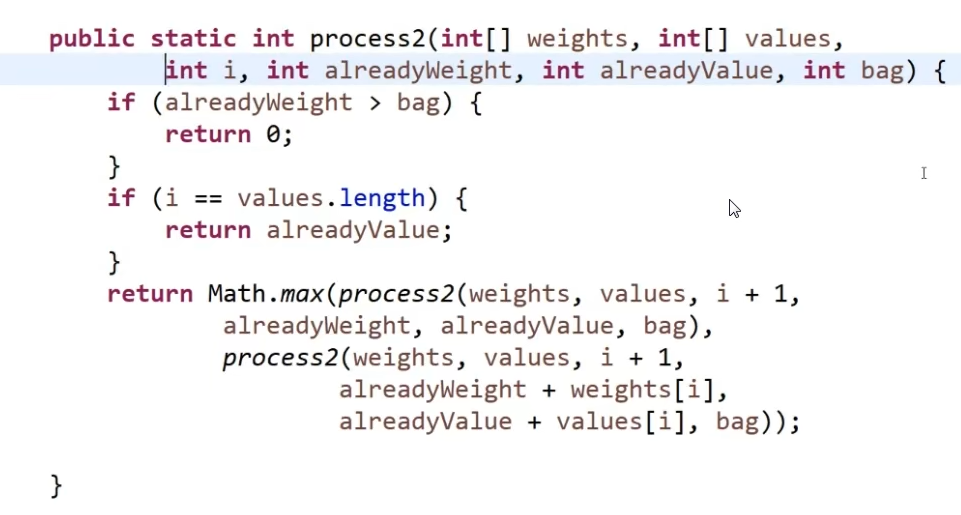 public static int process2(int[] weights, int[] values,
int i, int alreadyWeight, int alreadyValue, int bag) {
if (alreadyWeight > bag) {
return 0;
}
if (i == values.length) {
return alreadyValue;
}
return Math.max(process2(weights, values, i + 1,
alreadyWeight, alreadyValue, bag),
process2(weights, values, i + 1,
alreadyWeight + weights[i],
alreadyValue + values[i], bag));
}